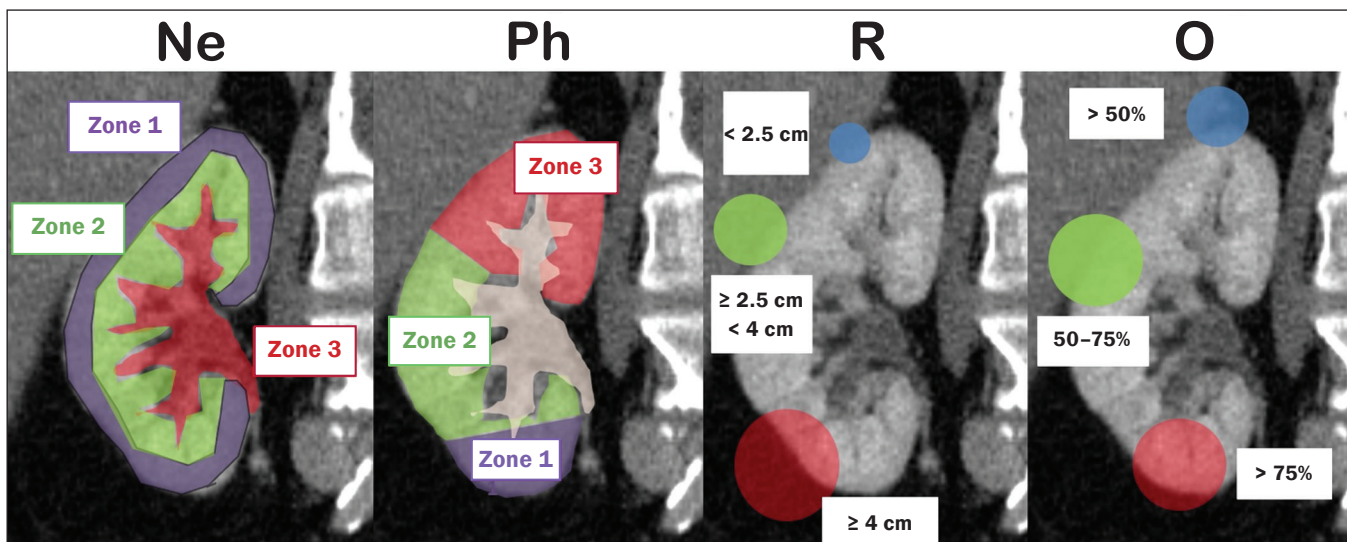 Ne
Zone 1
Zone 2
Zone 3
Ph
Zone 3
Zone 2
Zone 1
R
< 2.5 cm
≥ 2.5 cm
< 4 cm
≥ 4 cm
O
> 50%
50–75%
> 75%